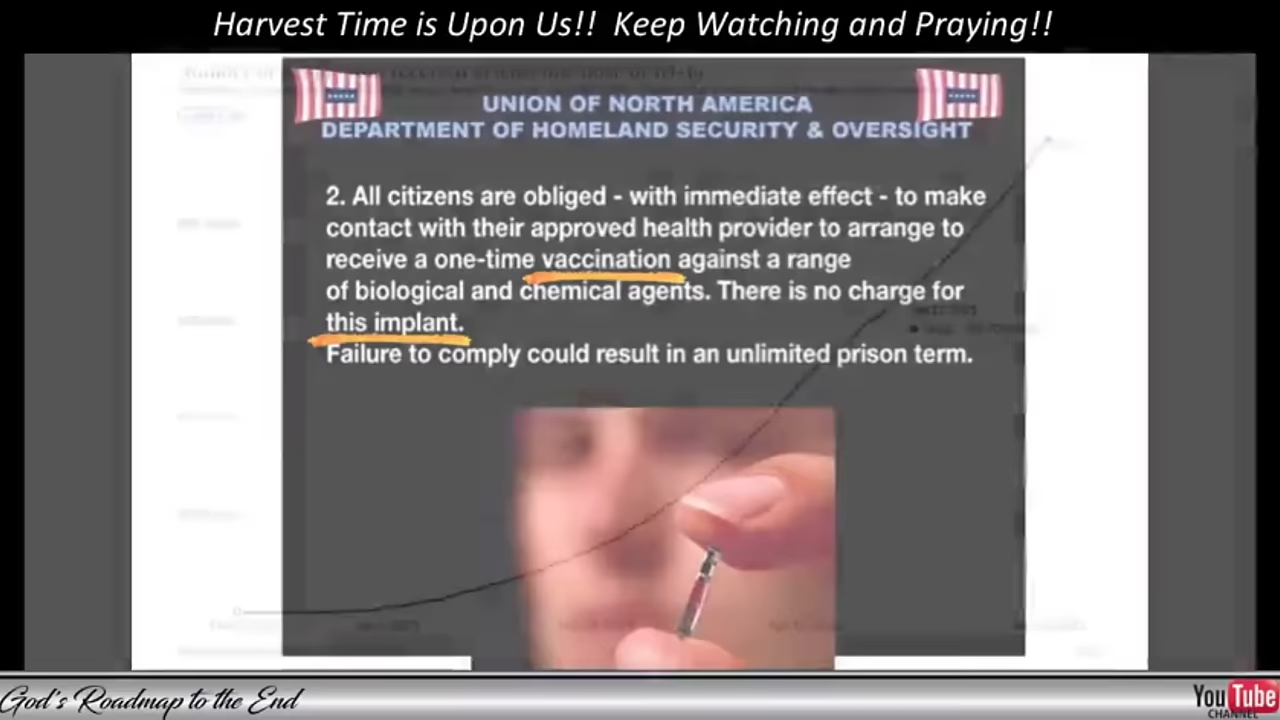 Harvest Time is Upon Us!! Keep Watching and Praying!!
UNION OF NORTH AMERICA
DEPARTMENT OF HOMELAND SECURITY & OVERSIGHT
2. All citizens are obliged - with immediate effect - to make
contact with their approved health provider to arrange to
receive a one-time vaccination against a range
of biological and chemical agents. There is no charge for
this implant.
Failure to comply could result in an unlimited prison term.
God's Roadmap to the End
YouTube
CHANNEL